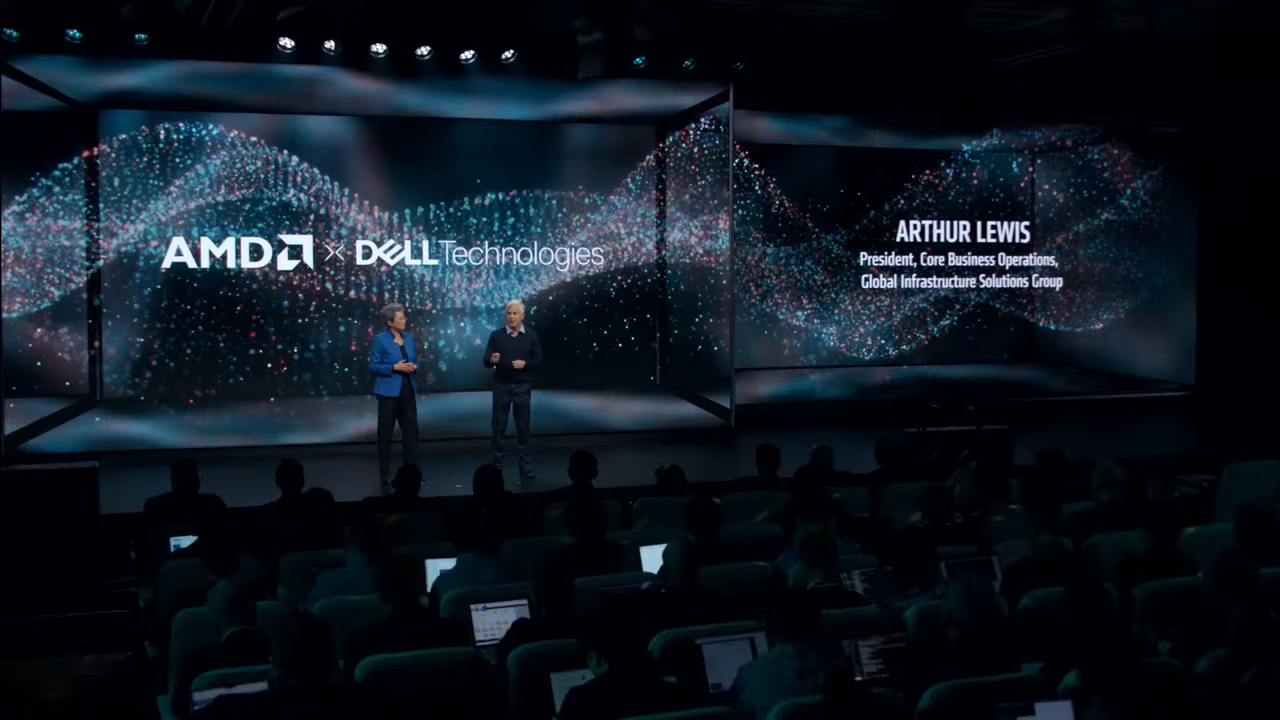 AMD × DELL Technologies
ARTHUR LEWIS
President, Core Business Operations,
Global Infrastructure Solutions Group